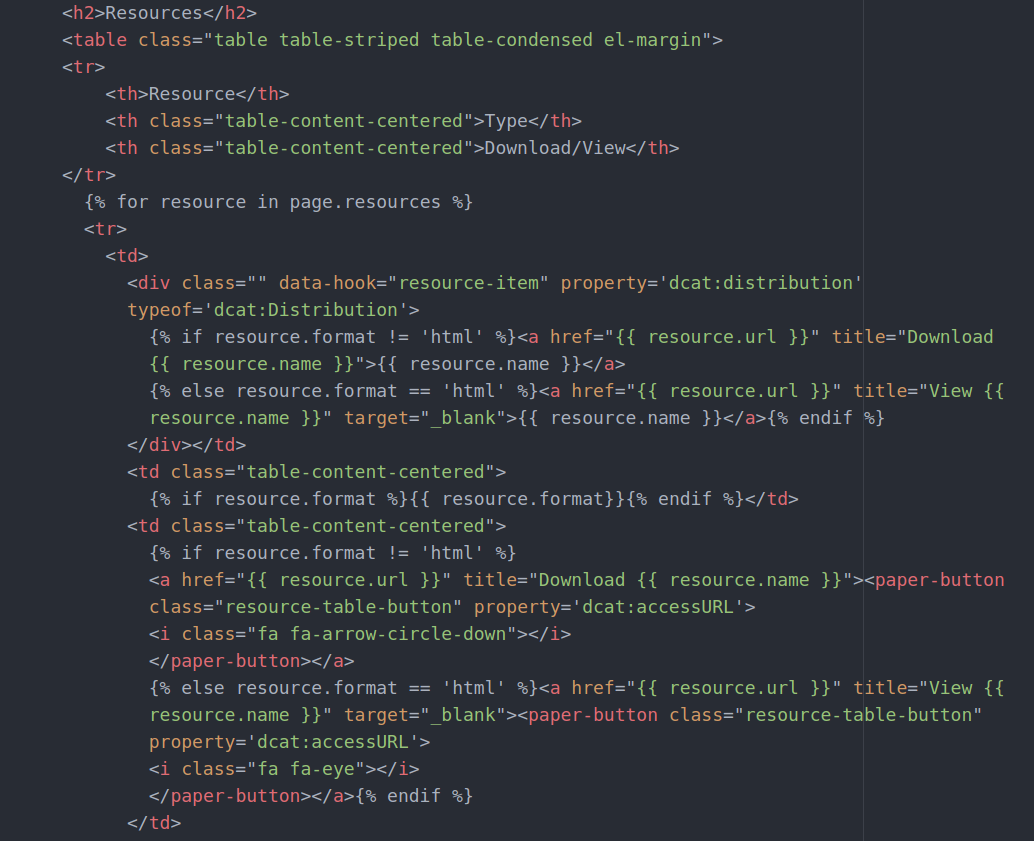 <h2>Resources</h2>
<table class="table table-striped table-condensed el-margin">
<tr>
    <th>Resource</th>
    <th class="table-content-centered">Type</th>
    <th class="table-content-centered">Download/View</th>
</tr>
  {% for resource in page.resources %}
  <tr>
    <td>
      <div class="" data-hook="resource-item" property='dcat:distribution'
      typeof='dcat:Distribution'>
        {% if resource.format != 'html' %}<a href="{{ resource.url }}" title="Download
        {{ resource.name }}">{{ resource.name }}</a>
        {% else resource.format == 'html' %}<a href="{{ resource.url }}" title="View {{
        resource.name }}" target="_blank">{{ resource.name }}</a>{% endif %}
      </div></td>
      <td class="table-content-centered">
        {% if resource.format %}{{ resource.format}}{% endif %}</td>
      <td class="table-content-centered">
        {% if resource.format != 'html' %}
        <a href="{{ resource.url }}" title="Download {{ resource.name }}"><paper-button
        class="resource-table-button" property='dcat:accessURL'>
        <i class="fa fa-arrow-circle-down"></i>
        </paper-button></a>
        {% else resource.format == 'html' %}<a href="{{ resource.url }}" title="View {{
        resource.name }}" target="_blank"><paper-button class="resource-table-button"
        property='dcat:accessURL'>
        <i class="fa fa-eye"></i>
        </paper-button></a>{% endif %}
      </td>